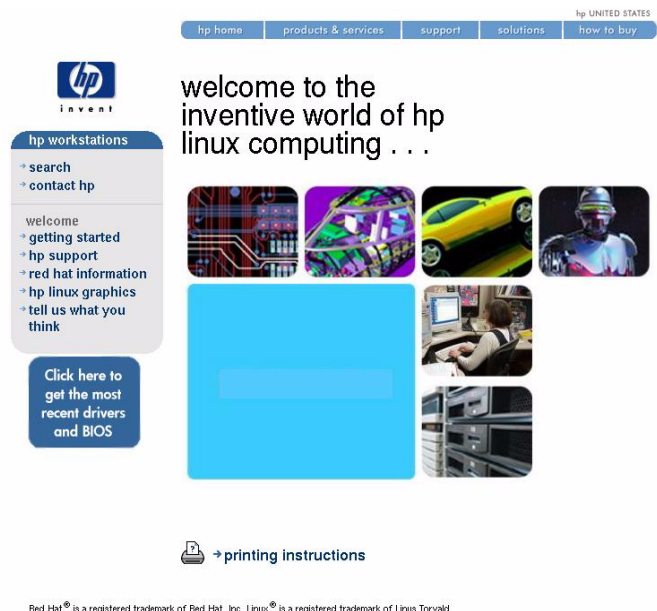 hp UNITED STATES
hp home
products & services
support
solutions
how to buy
hp
invent
welcome to the
inventive world of hp
linux computing . . .
hp workstations
search
contact hp
welcome
getting started
hp support
red hat information
hp linux graphics
tell us what you
think
Click here to
get the most
recent drivers
and BIOS
printing instructions
Red Hat® is a registered trademark of Red Hat, Inc. Linux® is a registered trademark of Linus Torvald